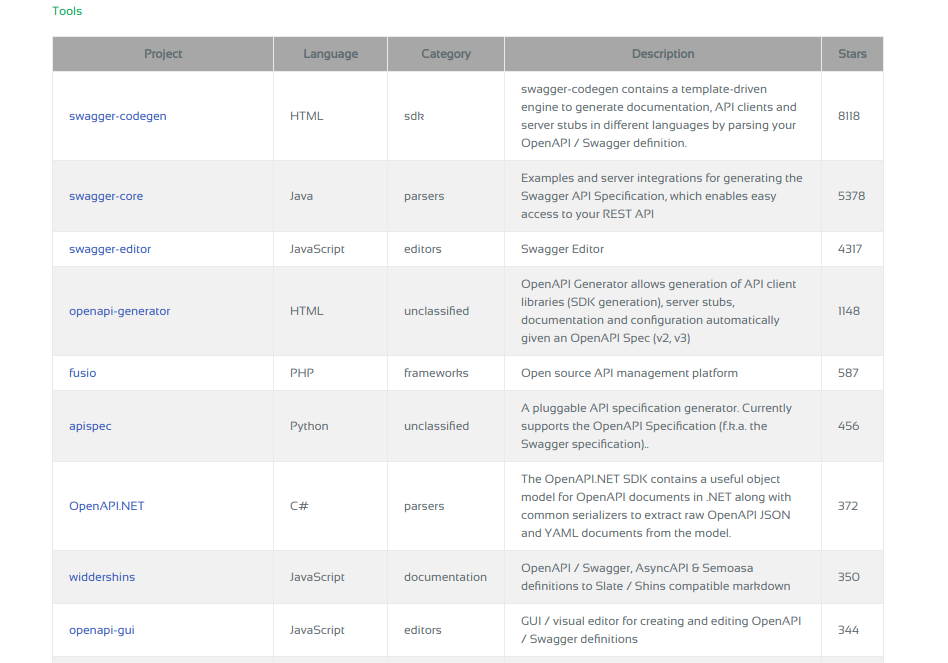 Tools
Project Language Category Description Stars
swagger-codegen contains a template-driven
engine to generate documentation, API clients and
swagger-codegen HTML sdk 8118
server stubs in different languages by parsing your
OpenAPI / Swagger definition.
Examples and server integrations for generating the
swagger-core Java parsers Swagger API Specification, which enables easy 5378
access to your REST API
swagger-editor JavaScript editors Swagger Editor 4317
OpenAPI Generator allows generation of API client
libraries (SDK generation), server stubs,
openapi-generator HTML unclassified 1148
documentation and configuration automatically
given an OpenAPI Spec (v2, v3)
fusio PHP frameworks Open source API management platform 587
A pluggable API specification generator. Currently
apispec Python unclassified supports the OpenAPI Specification (f.k.a. the 456
Swagger specification)..
The OpenAPI.NET SDK contains a useful object
model for OpenAPI documents in .NET along with
OpenAPI.NET C# parsers 372
common serializers to extract raw OpenAPI JSON
and YAML documents from the model.
OpenAPI / Swagger, AsyncAPI & Semoasa
widdershins JavaScript documentation 350
definitions to Slate / Shins compatible markdown
GUI / visual editor for creating and editing OpenAPI
openapi-gui JavaScript editors 344
/ Swagger definitions